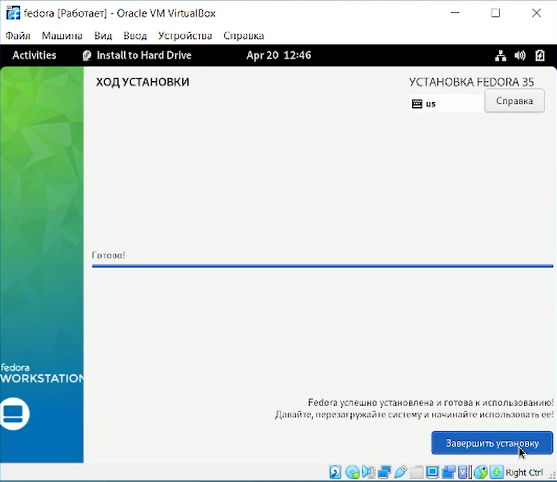 fedora [Работает] - Oracle VM VirtualBox
Файл Машина Вид Ввод Устройства Справка
Activities Install to Hard Drive Apr 20 12:46
ХОД УСТАНОВКИ
УСТАНОВКА FEDORA 35
us
Справка
Готово!
fedora
WORKSTATION
Fedora успешно установлена и готова к использованию!
Давайте, перезагружайте систему и начинайте использовать ее!
Завершить установку
Right Ctrl